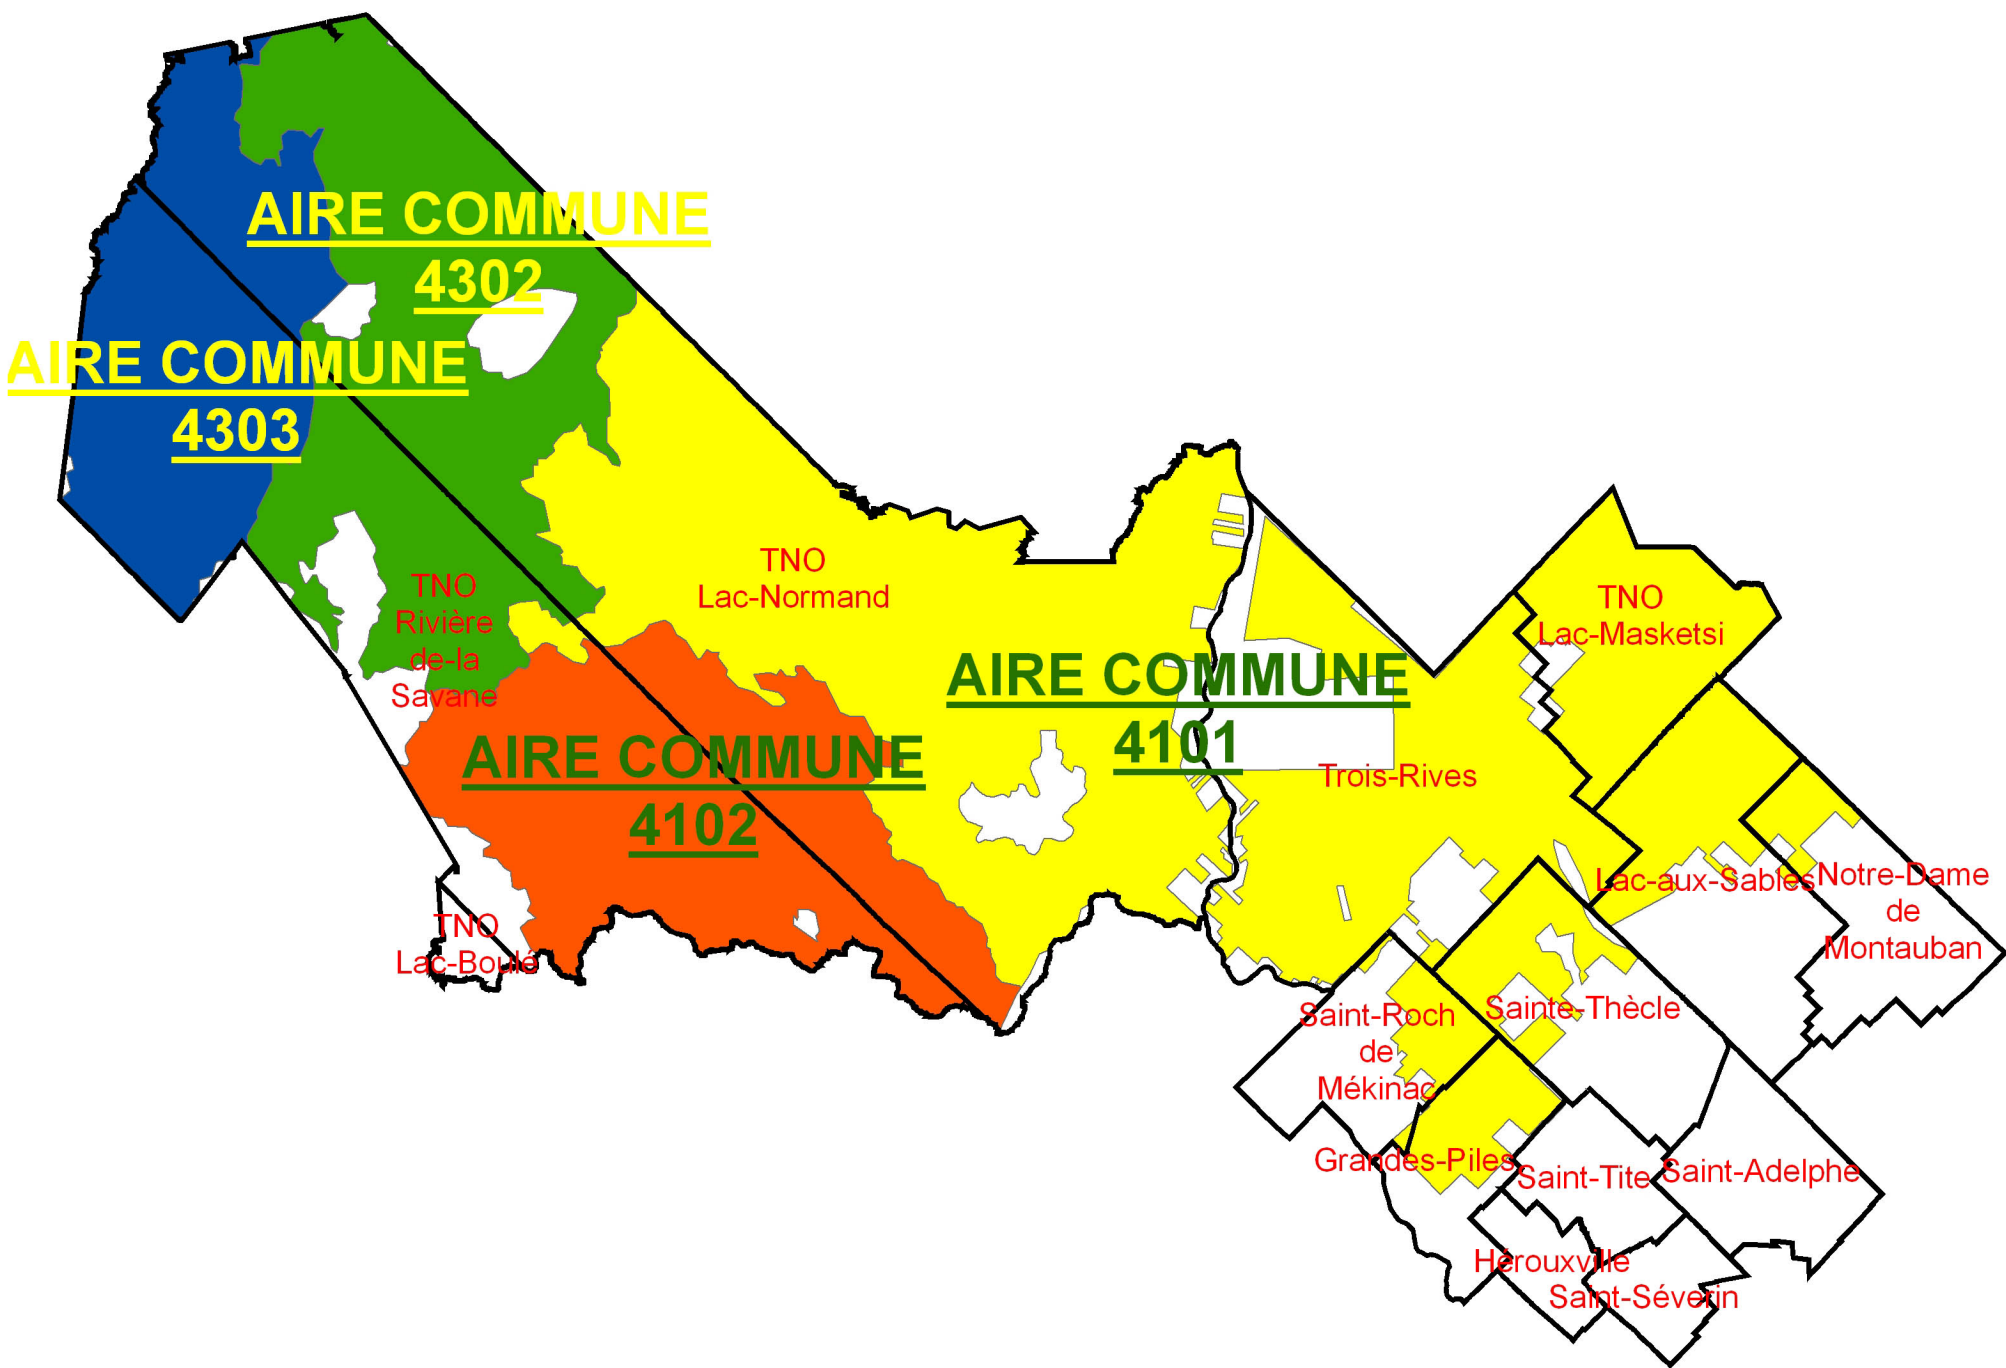 AIRE COMMUNE
4302
AIRE COMMUNE
4303
TNO
Lac-Normand
TNO
Rivière
de-la
Savane
TNO
Lac-Masketsi
AIRE COMMUNE
4101
AIRE COMMUNE
4102
Trois-Rives
Lac-aux-Sables
Notre-Dame
de
Montauban
TNO
Lac-Boulé
Saint-Roch
de
Mékinac
Sainte-Thècle
Grandes-Piles
Saint-Tite
Saint-Adelphe
Hérouxville
Saint-Séverin